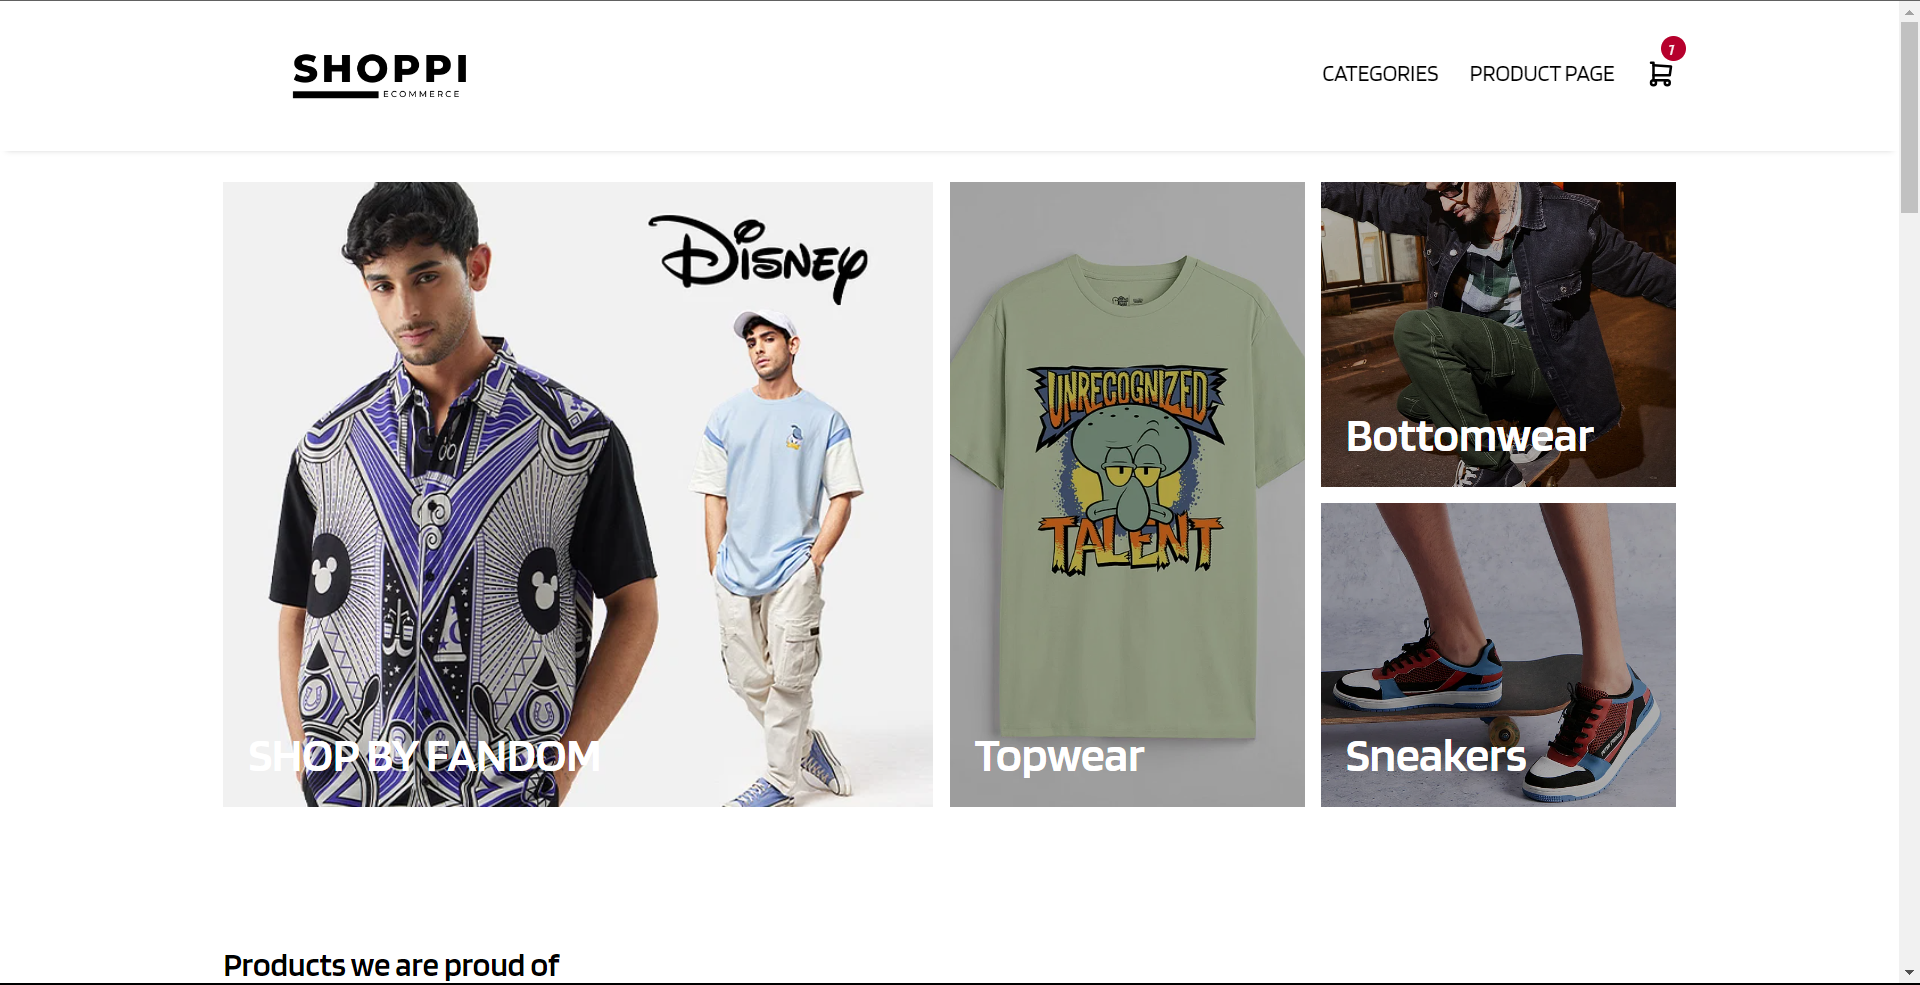 SHOPPI
ECOMMERCE
CATEGORIES
PRODUCT PAGE
1
DISNEY
UNRECOGNIZED
TALENT
SHOP BY FANDOM
Topwear
Bottomwear
Sneakers
Products we are proud of